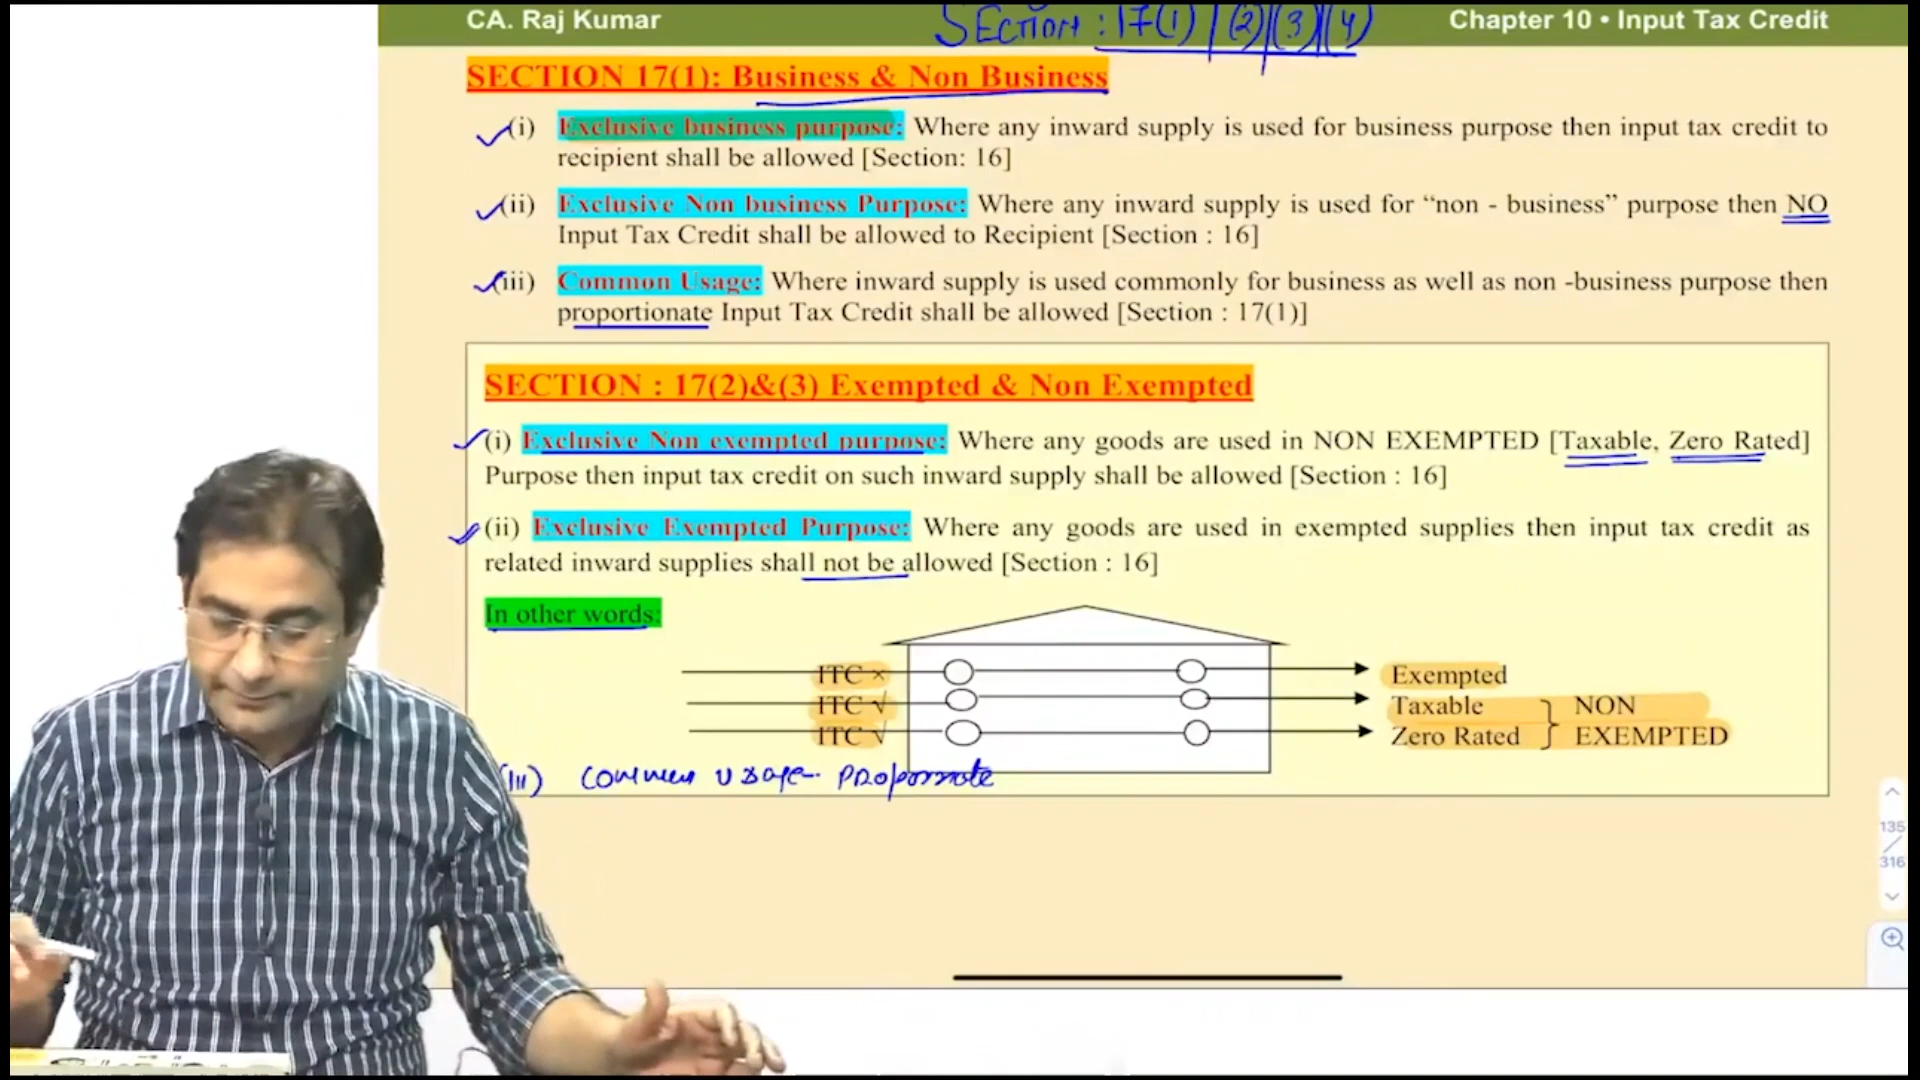 CA. Raj Kumar
SECTION : 17(1) / (2) (3) (4)
Chapter 10 • Input Tax Credit
SECTION 17(1): Business & Non Business
(i) Exclusive business purpose: Where any inward supply is used for business purpose then input tax credit to
recipient shall be allowed [Section: 16]
(ii) Exclusive Non business Purpose: Where any inward supply is used for “non - business” purpose then NO
Input Tax Credit shall be allowed to Recipient [Section : 16]
(iii) Common Usage: Where inward supply is used commonly for business as well as non -business purpose then
proportionate Input Tax Credit shall be allowed [Section : 17(1)]
SECTION : 17(2)&(3) Exempted & Non Exempted
(i) Exclusive Non exempted purpose: Where any goods are used in NON EXEMPTED [Taxable, Zero Rated]
Purpose then input tax credit on such inward supply shall be allowed [Section : 16]
(ii) Exclusive Exempted Purpose: Where any goods are used in exempted supplies then input tax credit as
related inward supplies shall not be allowed [Section : 16]
In other words:
ITC × Exempted
ITC √ Taxable NON
ITC √ Zero Rated EXEMPTED
(iii) Common usage-
135
/
316